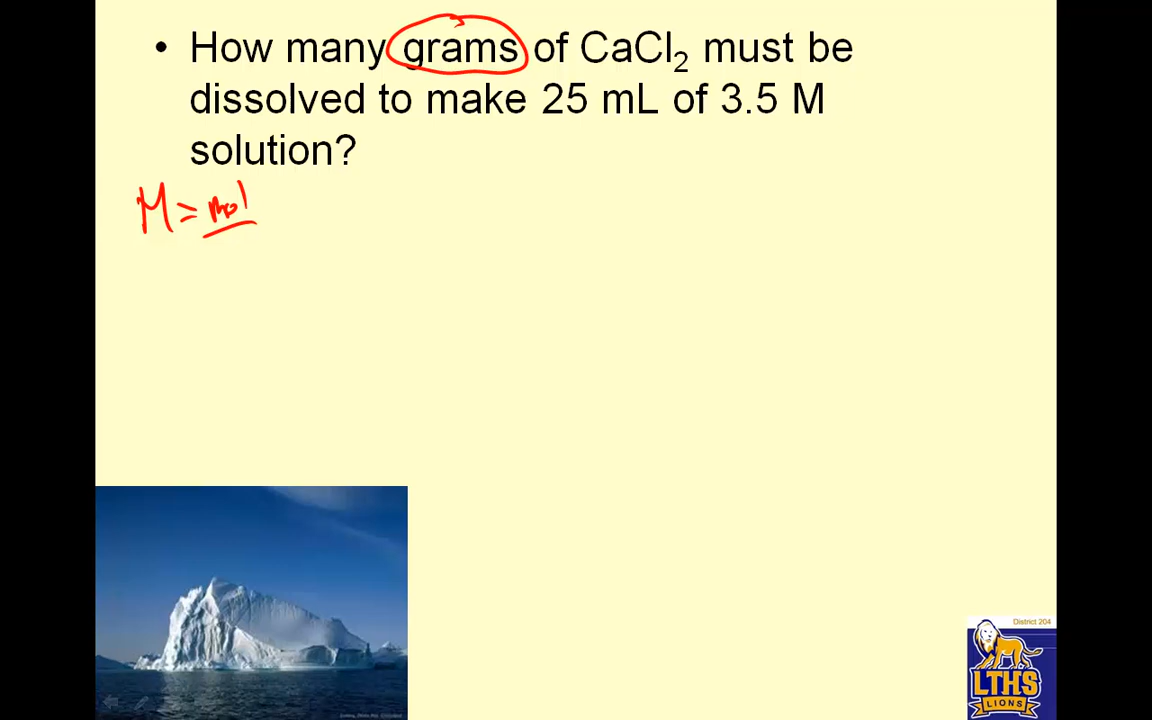 • How many grams of CaCl₂ must be
dissolved to make 25 mL of 3.5 M
solution?
M = mol
District 204
LTHS
LIONS